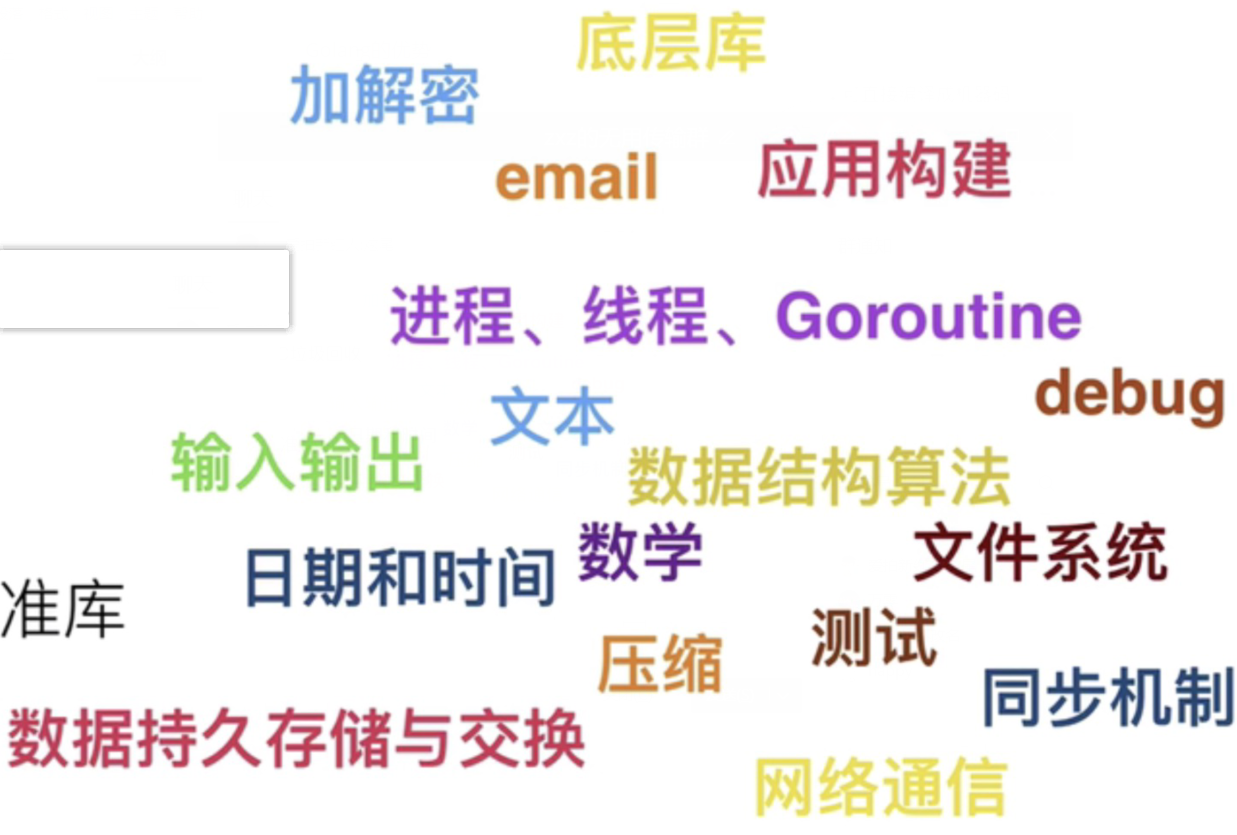 底层库
加解密
email
应用构建
进程、线程、Goroutine
debug
文本
输入输出
数据结构算法
数学
文件系统
日期和时间
准库
测试
压缩
同步机制
数据持久存储与交换
网络通信